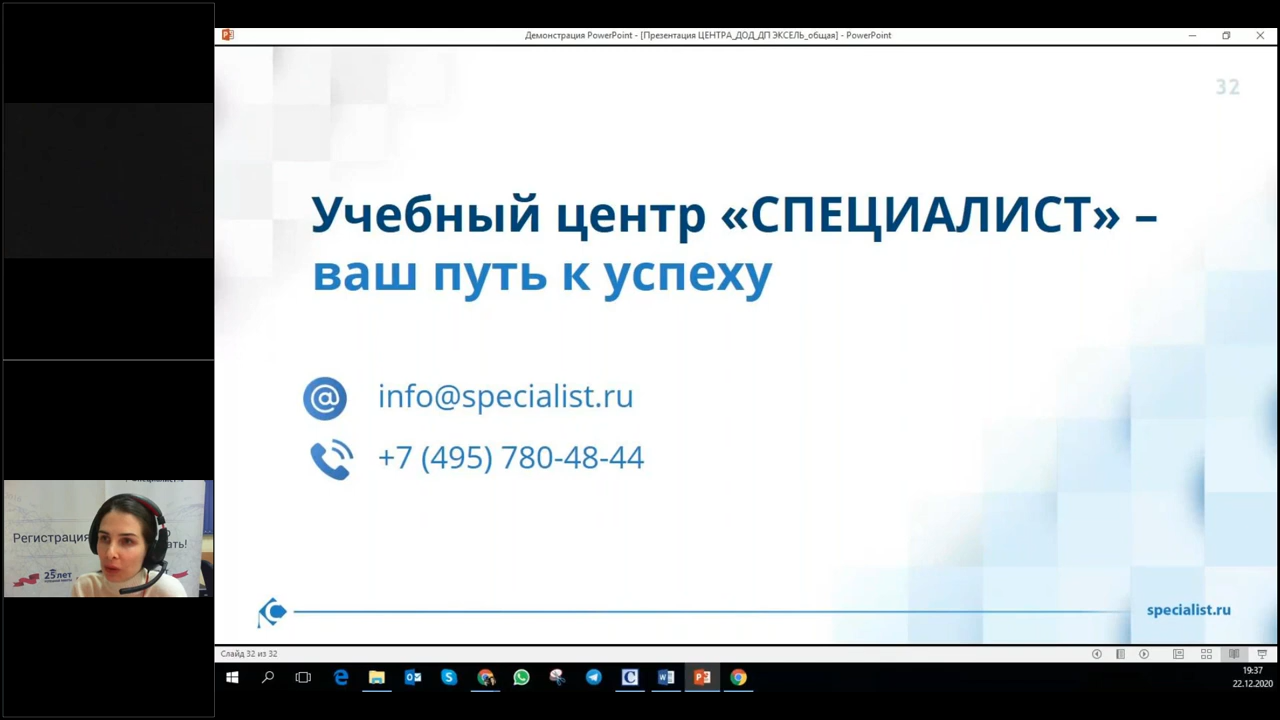 Демонстрация PowerPoint - [Презентация ЦЕНТРА_ДОД_ДП ЭКСЕЛЬ_общая] - PowerPoint
32
Учебный центр «СПЕЦИАЛИСТ» –
ваш путь к успеху
info@specialist.ru
+7 (495) 780-48-44
specialist.ru
Регистрация
ать!
25 лет
Слайд 32 из 32
19:37
22.12.2020